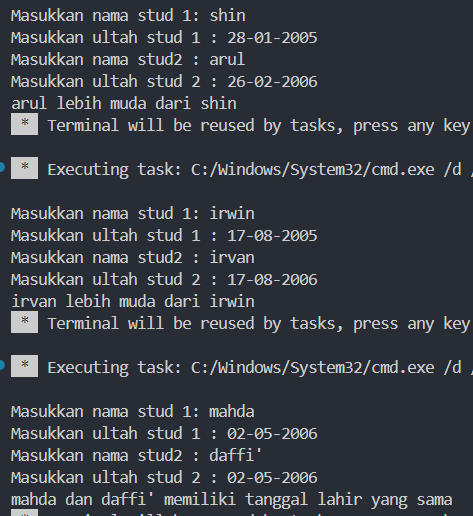 Masukkan nama stud 1: shin
Masukkan ultah stud 1 : 28-01-2005
Masukkan nama stud2 : arul
Masukkan ultah stud 2 : 26-02-2006
arul lebih muda dari shin
* Terminal will be reused by tasks, press any key
* Executing task: C:/Windows/System32/cmd.exe /d /
Masukkan nama stud 1: irwin
Masukkan ultah stud 1 : 17-08-2005
Masukkan nama stud2 : irvan
Masukkan ultah stud 2 : 17-08-2006
irvan lebih muda dari irwin
* Terminal will be reused by tasks, press any key
* Executing task: C:/Windows/System32/cmd.exe /d /
Masukkan nama stud 1: mahda
Masukkan ultah stud 1 : 02-05-2006
Masukkan nama stud2 : daffi'
Masukkan ultah stud 2 : 02-05-2006
mahda dan daffi' memiliki tanggal lahir yang sama